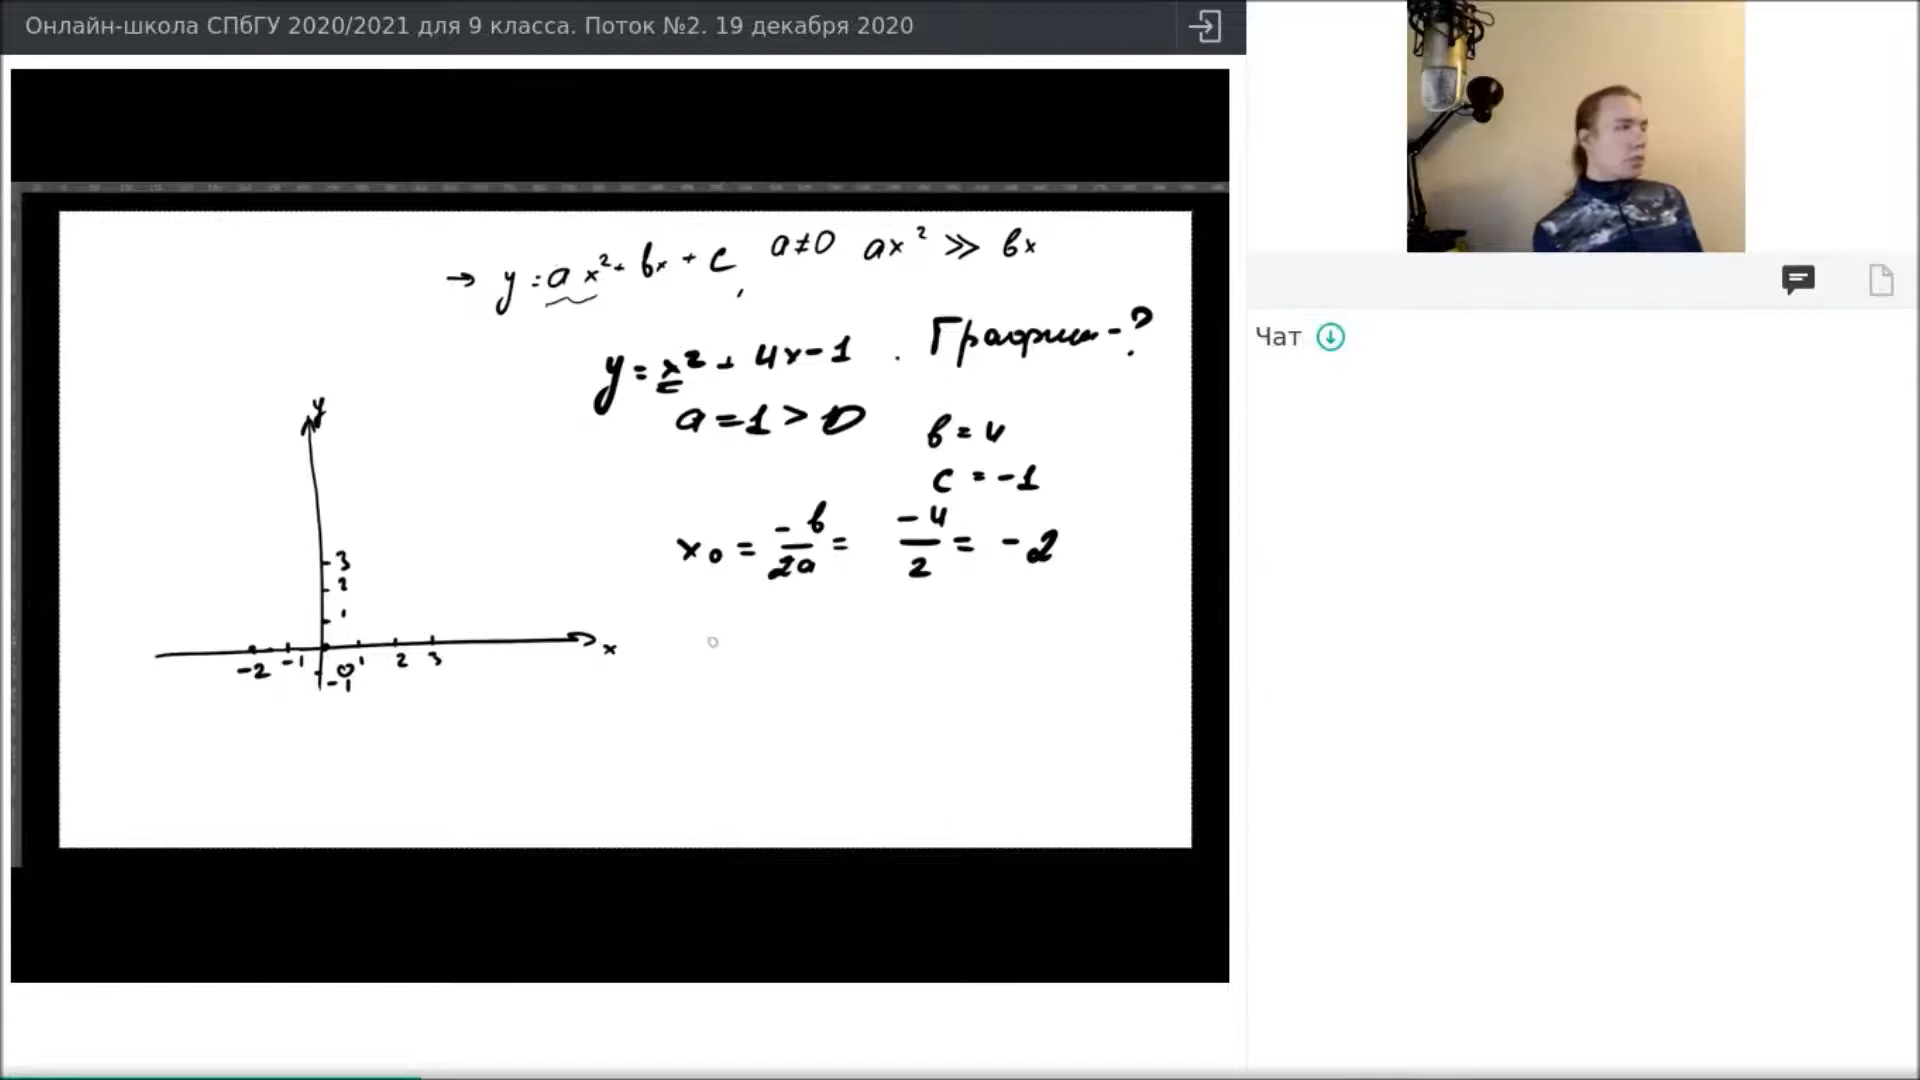 Онлайн-школа СПбГУ 2020/2021 для 9 класса. Поток №2. 19 декабря 2020
→ y = ax² + bx + c, a≠0 ax² ≫ bx
y = x² + 4x - 1 . График - ?
a = 1 > 0
b = 4
c = -1
x₀ = -b/2a = -4/2 = -2
y
3
2
1
-2 -1 0 1 2 3 x
-1
Чат